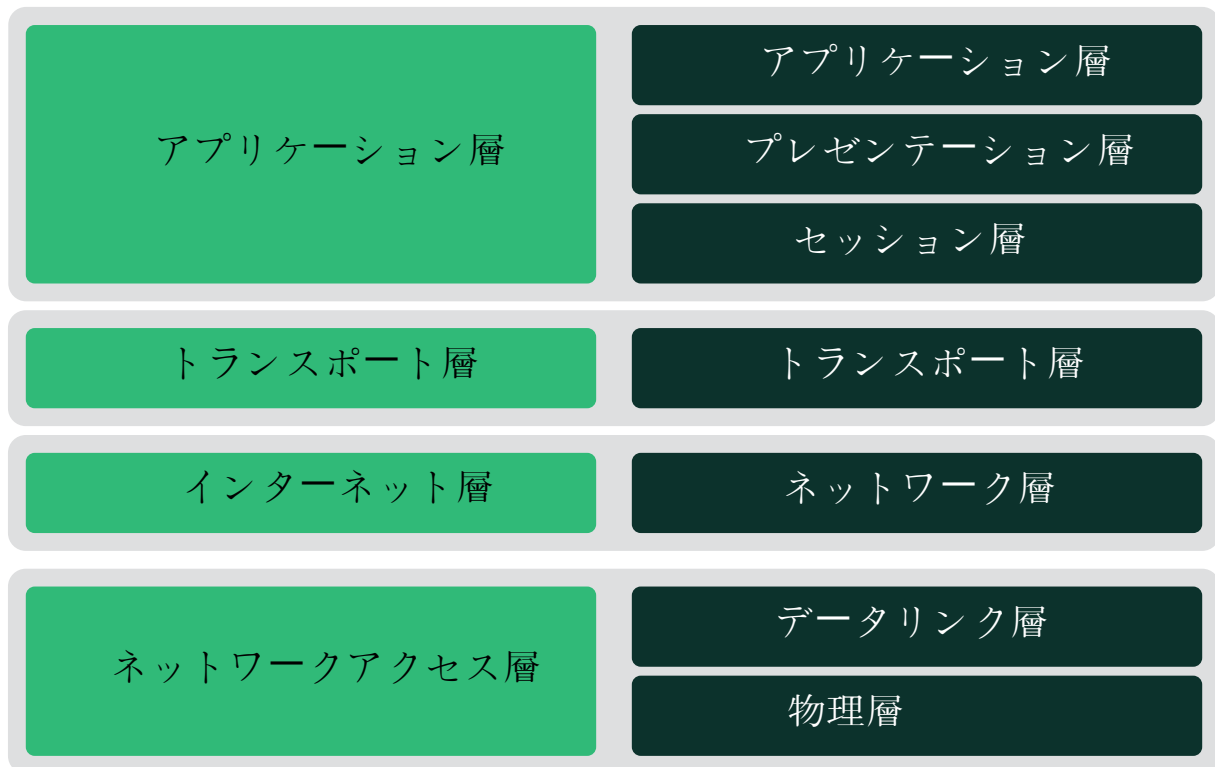 アプリケーション層
アプリケーション層
プレゼンテーション層
セッション層
トランスポート層
トランスポート層
インターネット層
ネットワーク層
ネットワークアクセス層
データリンク層
物理層